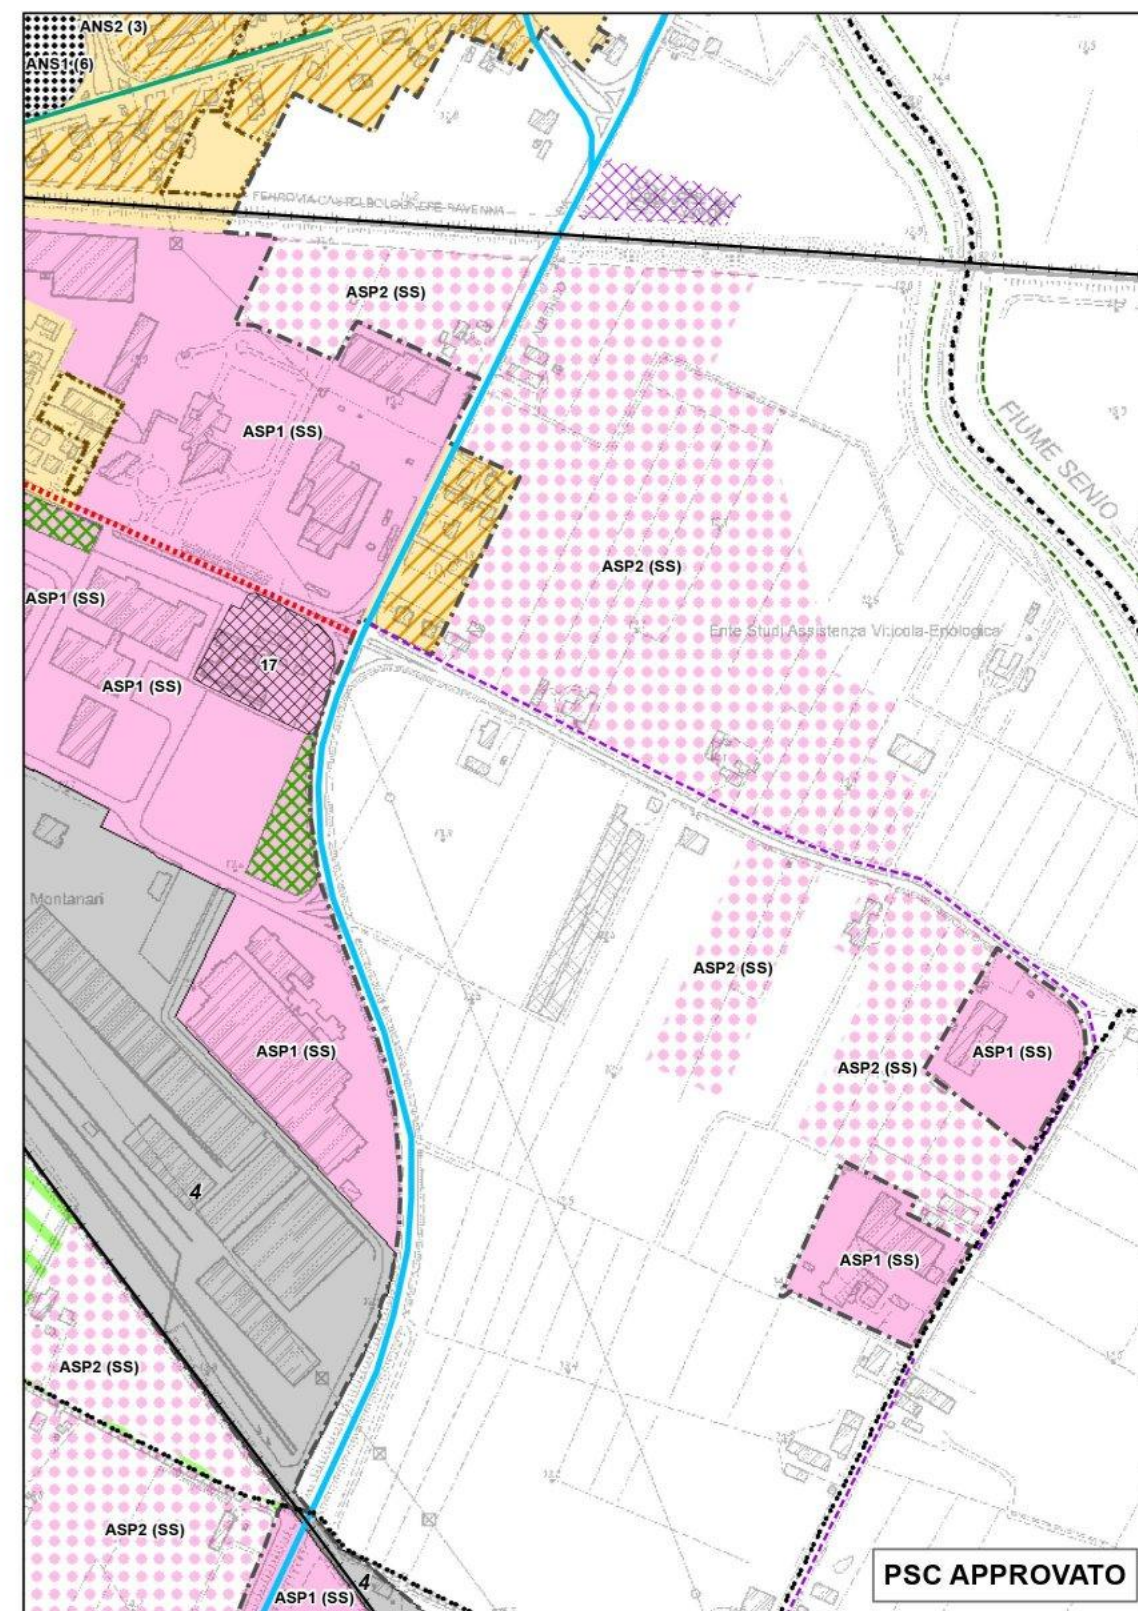 ANS2 (3)
ANS1 (6)
FERROVIA CASTELBOLOGNESE-RAVENNA
ASP2 (SS)
ASP1 (SS)
FIUME SENIO
ASP2 (SS)
ASP1 (SS)
Ente Studi Assistenza Viticola-Enologica
17
ASP1 (SS)
Montanari
ASP2 (SS)
ASP1 (SS)
ASP1 (SS)
ASP2 (SS)
4
ASP1 (SS)
ASP2 (SS)
ASP2 (SS)
4
ASP1 (SS)
PSC APPROVATO